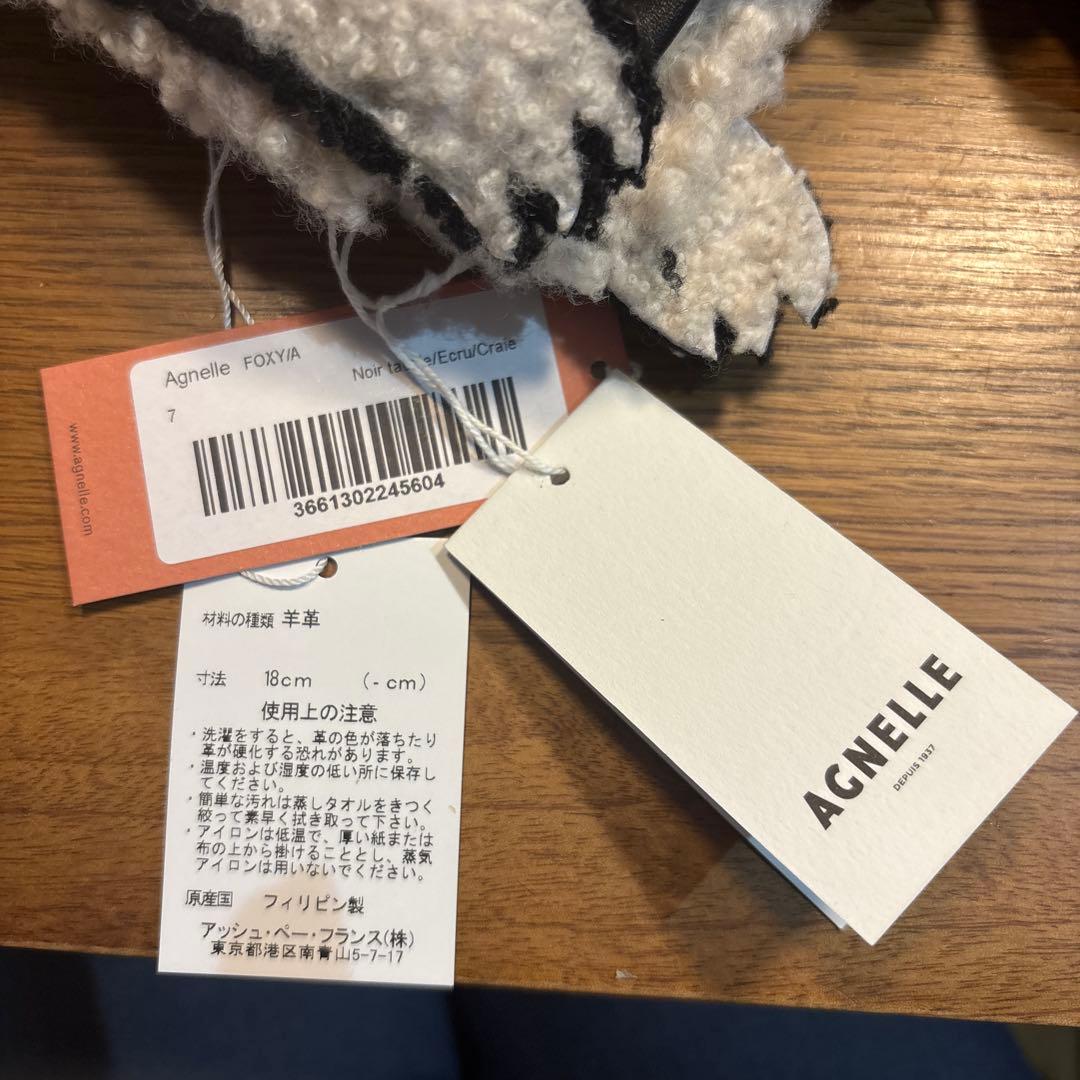 Agnelle FOXY/A
Noir /Ecru/Craie
7
3661302245604
www.agnelle.com
材料の種類 羊革
寸法 18cm (-cm)
使用上の注意
・洗濯をすると、革の色が落ちたり
革が硬化する恐れがあります。
・温度および湿度の低い所に保存し
てください。
・簡単な汚れは蒸しタオルをきつく
絞って素早く拭き取って下さい。
・アイロンは低温で、厚い紙または
布の上から掛けることとし、蒸気
アイロンは用いないでください。
原産国 フィリピン製
アッシュ・ペー・フランス(株)
東京都港区南青山5-7-17
AGNELLE
DEPUIS 1937